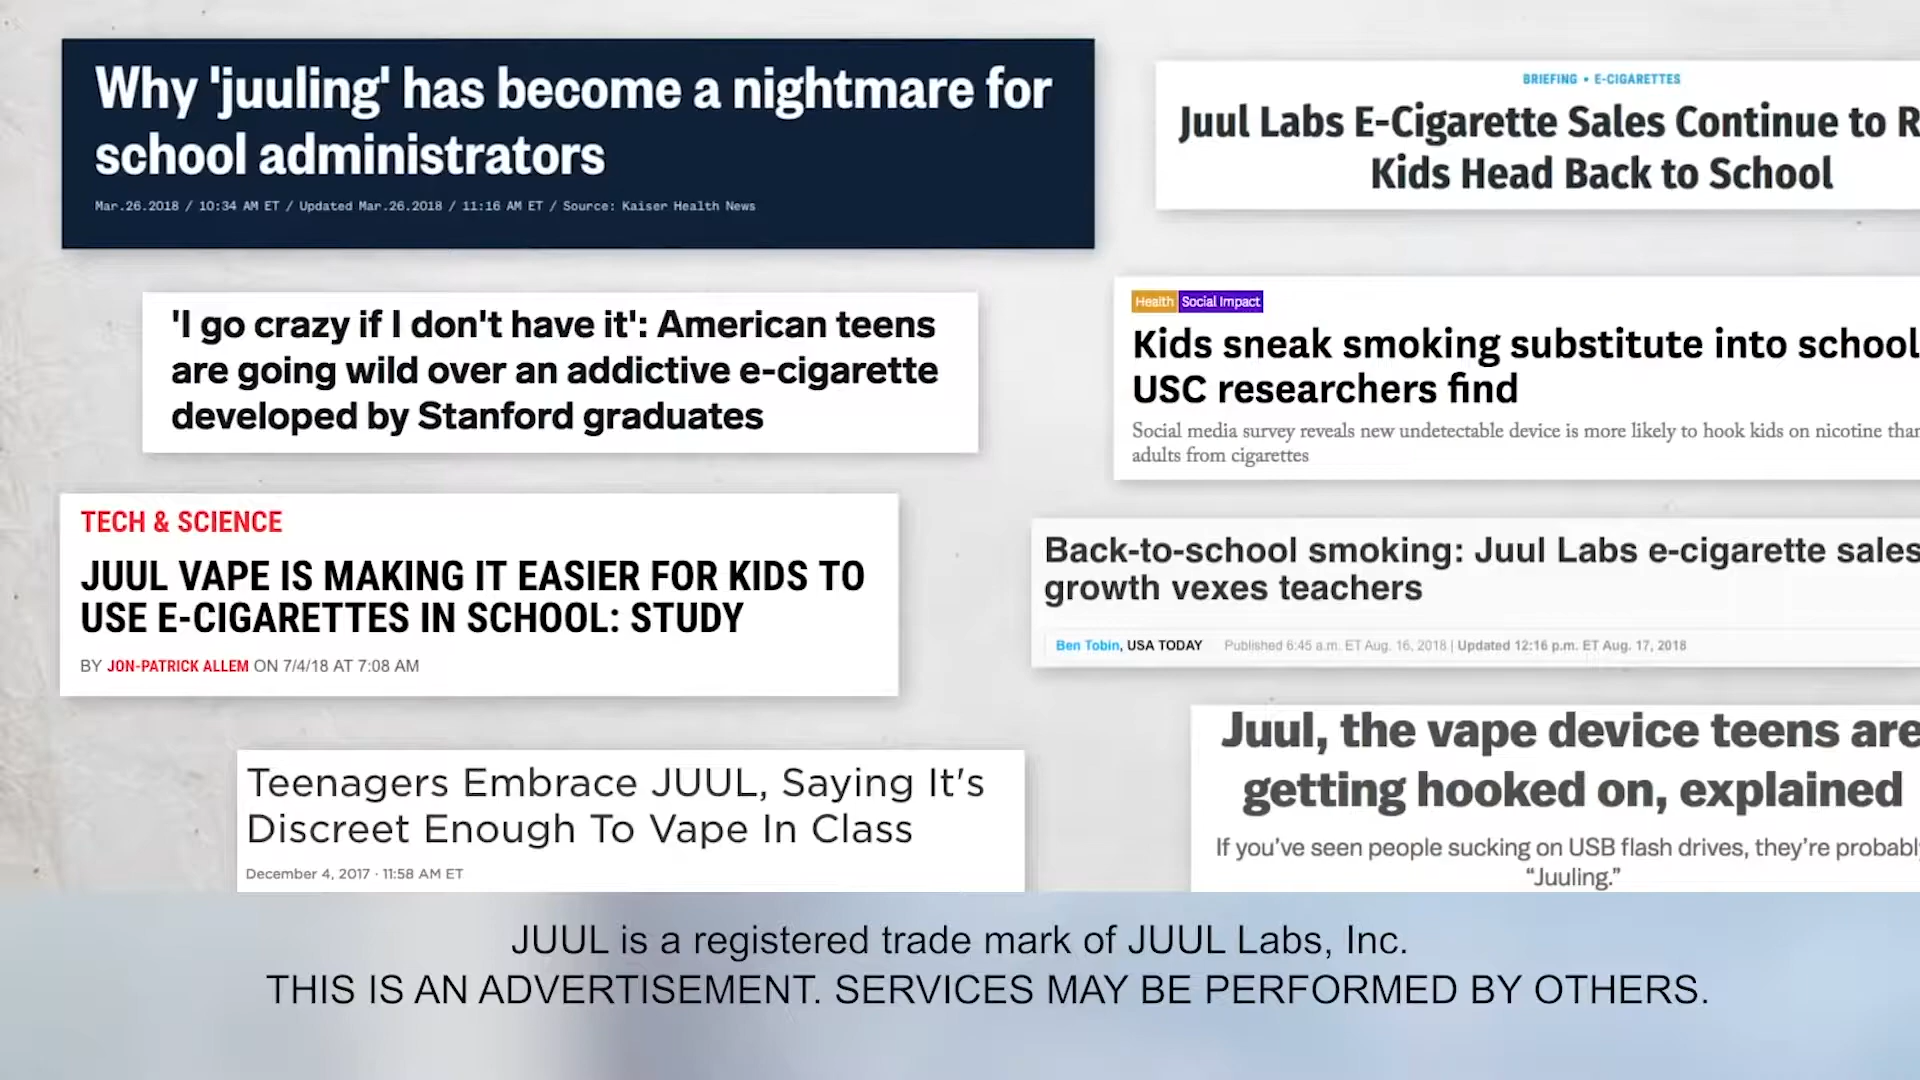 Why 'juuling' has become a nightmare for
school administrators
Mar.26.2018 / 10:34 AM ET / Updated Mar.26.2018 / 11:16 AM ET / Source: Kaiser Health News
'I go crazy if I don't have it': American teens
are going wild over an addictive e-cigarette
developed by Stanford graduates
TECH & SCIENCE
JUUL VAPE IS MAKING IT EASIER FOR KIDS TO
USE E-CIGARETTES IN SCHOOL: STUDY
BY JON-PATRICK ALLEM ON 7/4/18 AT 7:08 AM
Teenagers Embrace JUUL, Saying It's
Discreet Enough To Vape In Class
December 4, 2017 · 11:58 AM ET
BRIEFING • E-CIGARETTES
Juul Labs E-Cigarette Sales Continue to R
Kids Head Back to School
Health Social Impact
Kids sneak smoking substitute into school
USC researchers find
Social media survey reveals new undetectable device is more likely to hook kids on nicotine than
adults from cigarettes
Back-to-school smoking: Juul Labs e-cigarette sales
growth vexes teachers
Ben Tobin, USA TODAY Published 6:45 a.m. ET Aug. 16, 2018 | Updated 12:16 p.m. ET Aug. 17, 2018
Juul, the vape device teens are
getting hooked on, explained
If you’ve seen people sucking on USB flash drives, they’re probably
“Juuling.”
JUUL is a registered trade mark of JUUL Labs, Inc.
THIS IS AN ADVERTISEMENT. SERVICES MAY BE PERFORMED BY OTHERS.